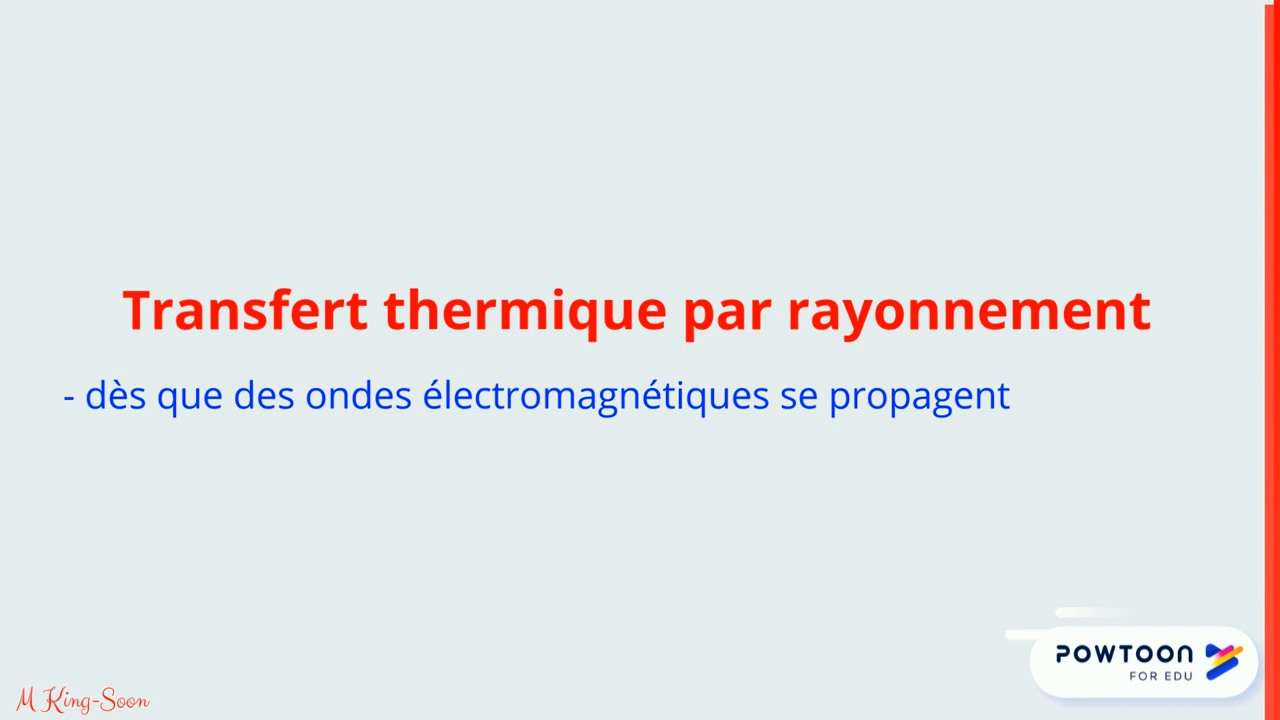 Transfert thermique par rayonnement
- dès que des ondes électromagnétiques se propagent
POWTOON
FOR EDU
M King-Soon